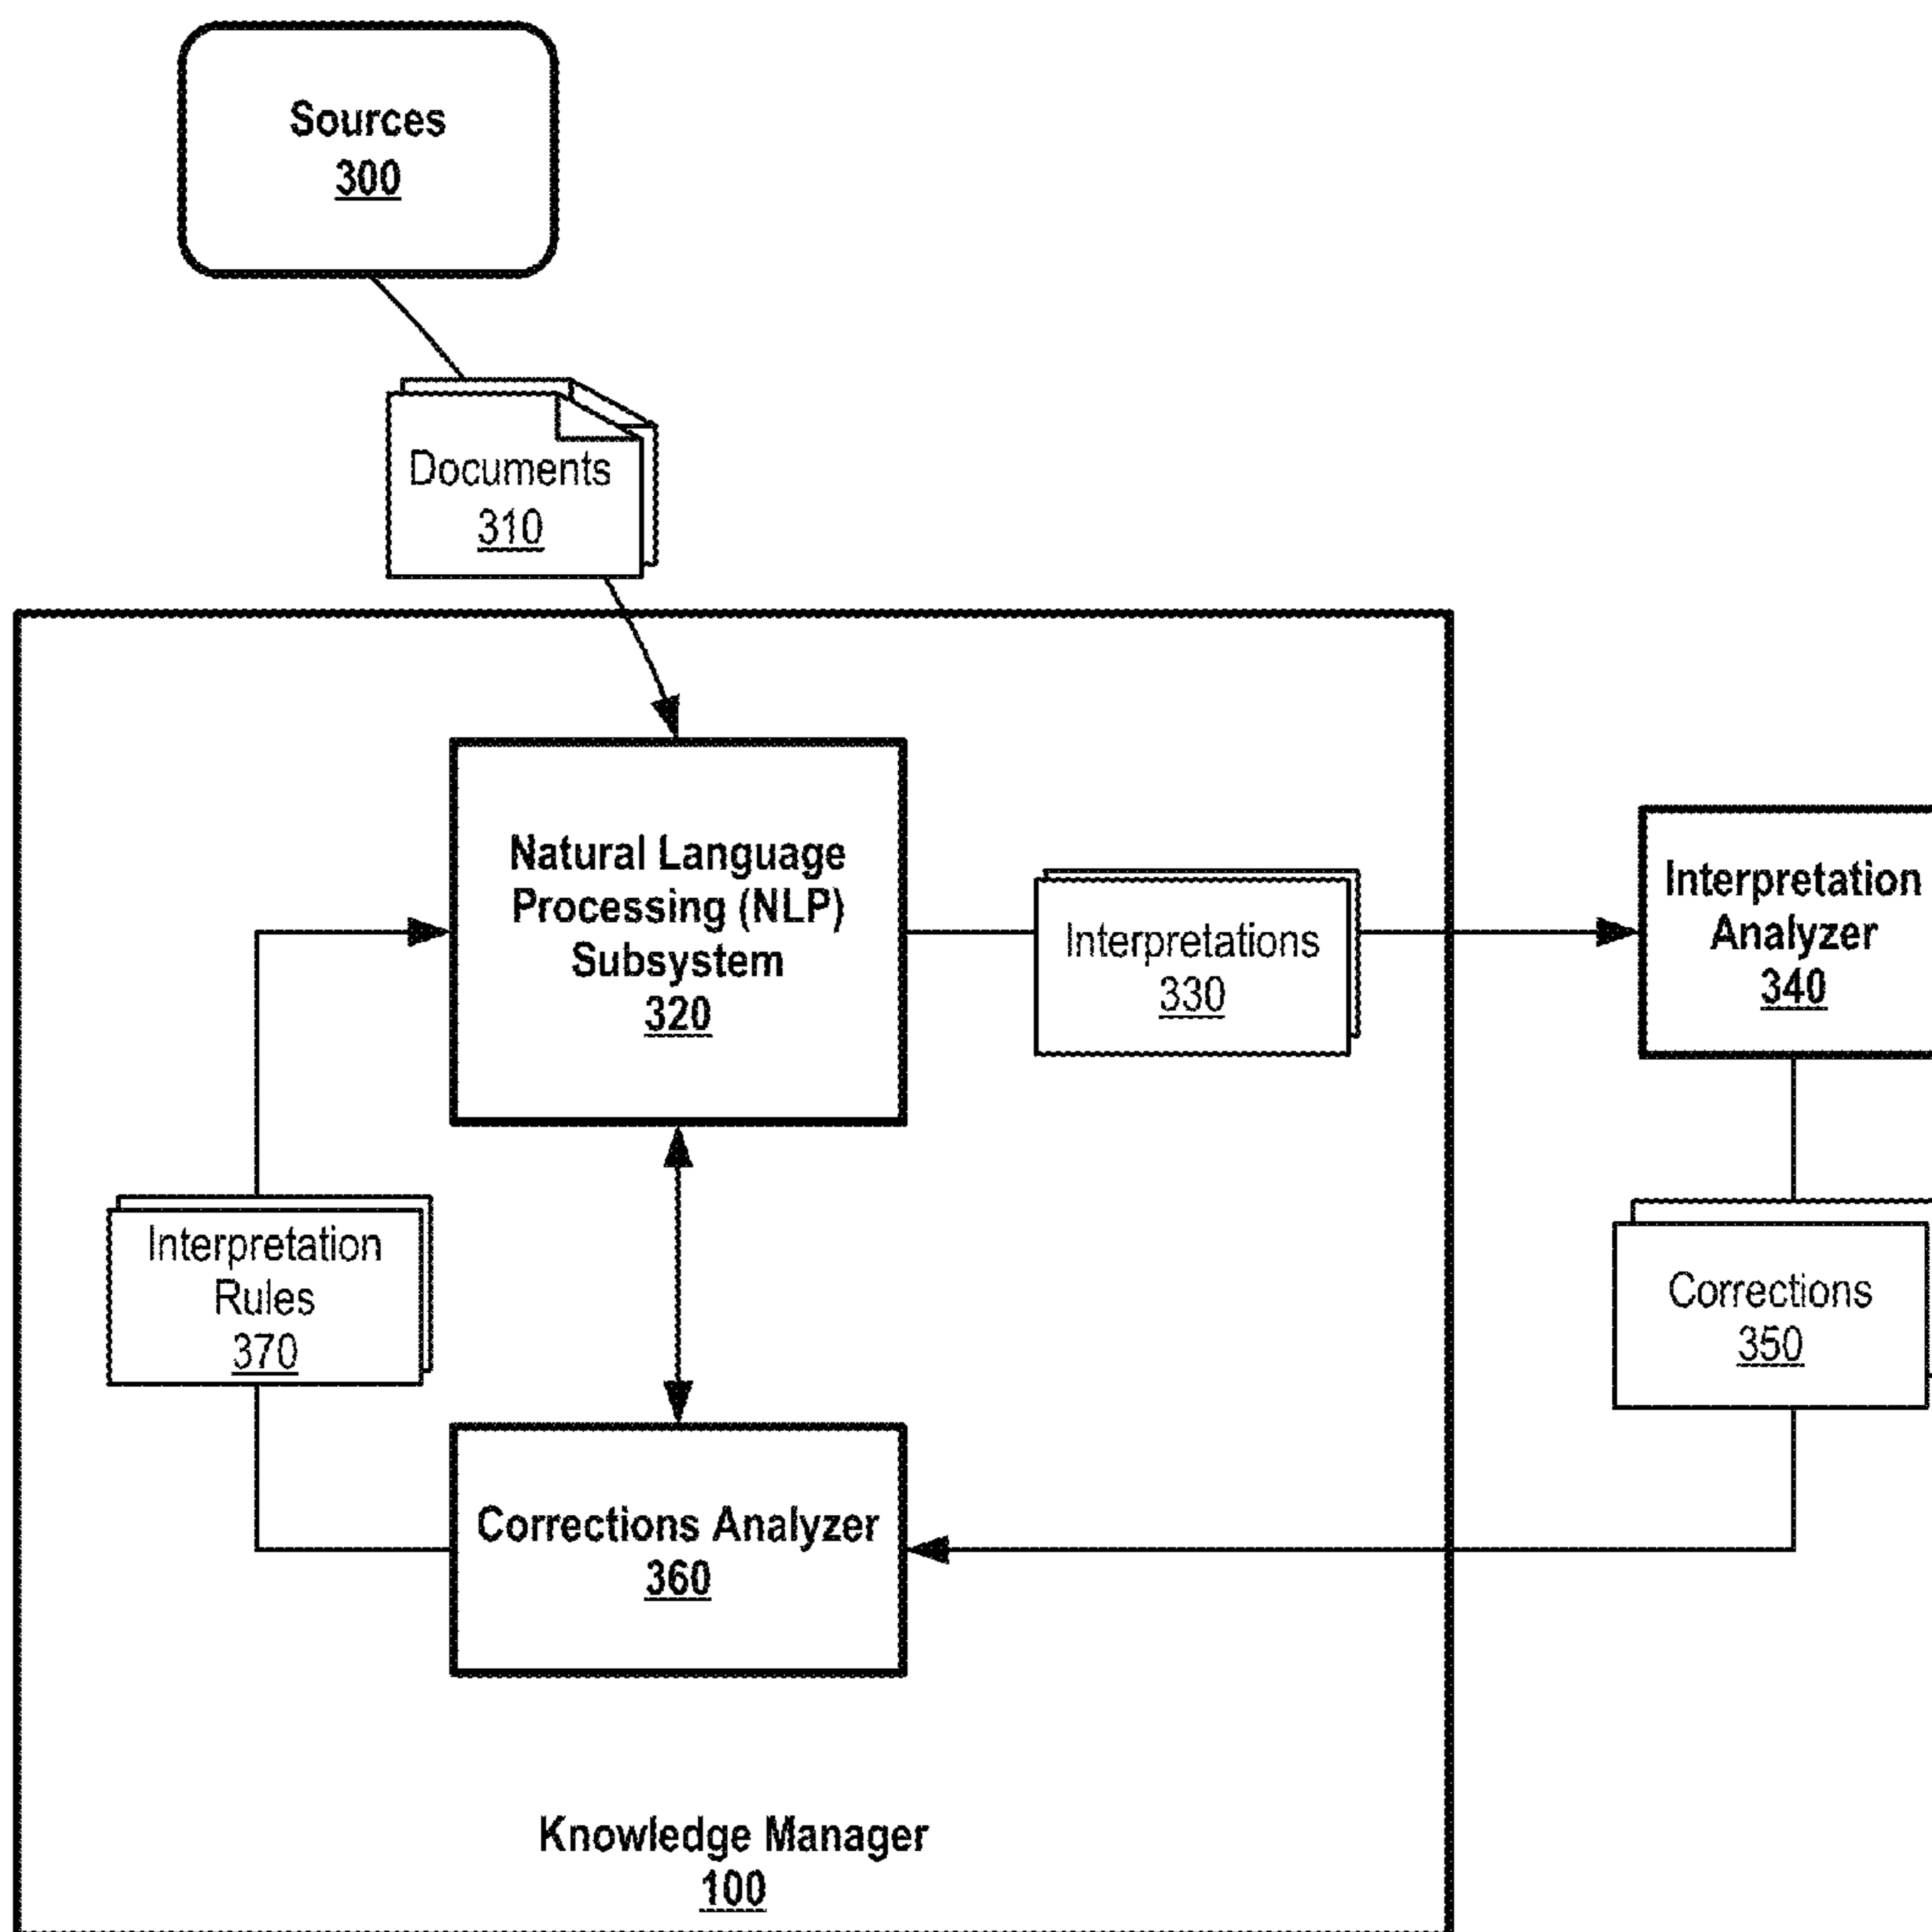 Sources
300
Documents
310
Natural Language
Processing (NLP)
Subsystem
320
Interpretations
330
Interpretation
Analyzer
340
Interpretation
Rules
370
Corrections
350
Corrections Analyzer
360
Knowledge Manager
100